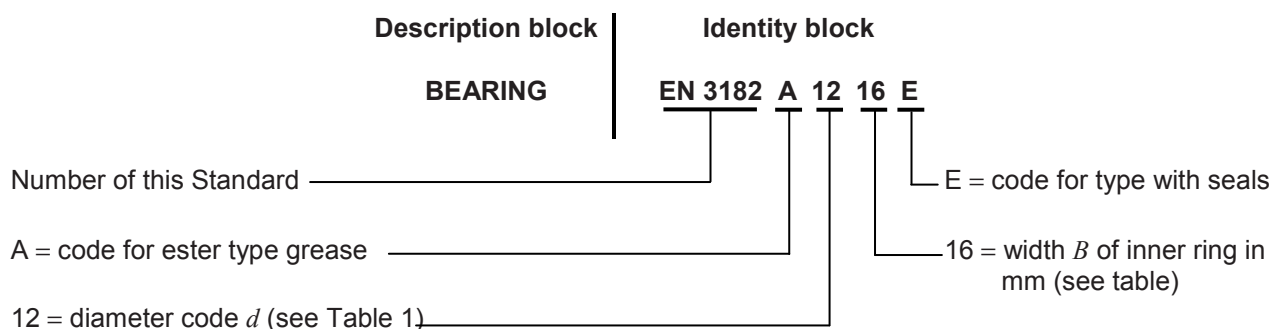 Description block Identity block
BEARING EN 3182 A 12 16 E
Number of this Standard
E = code for type with seals
A = code for ester type grease
16 = width B of inner ring in
mm (see table)
12 = diameter code d (see Table 1)